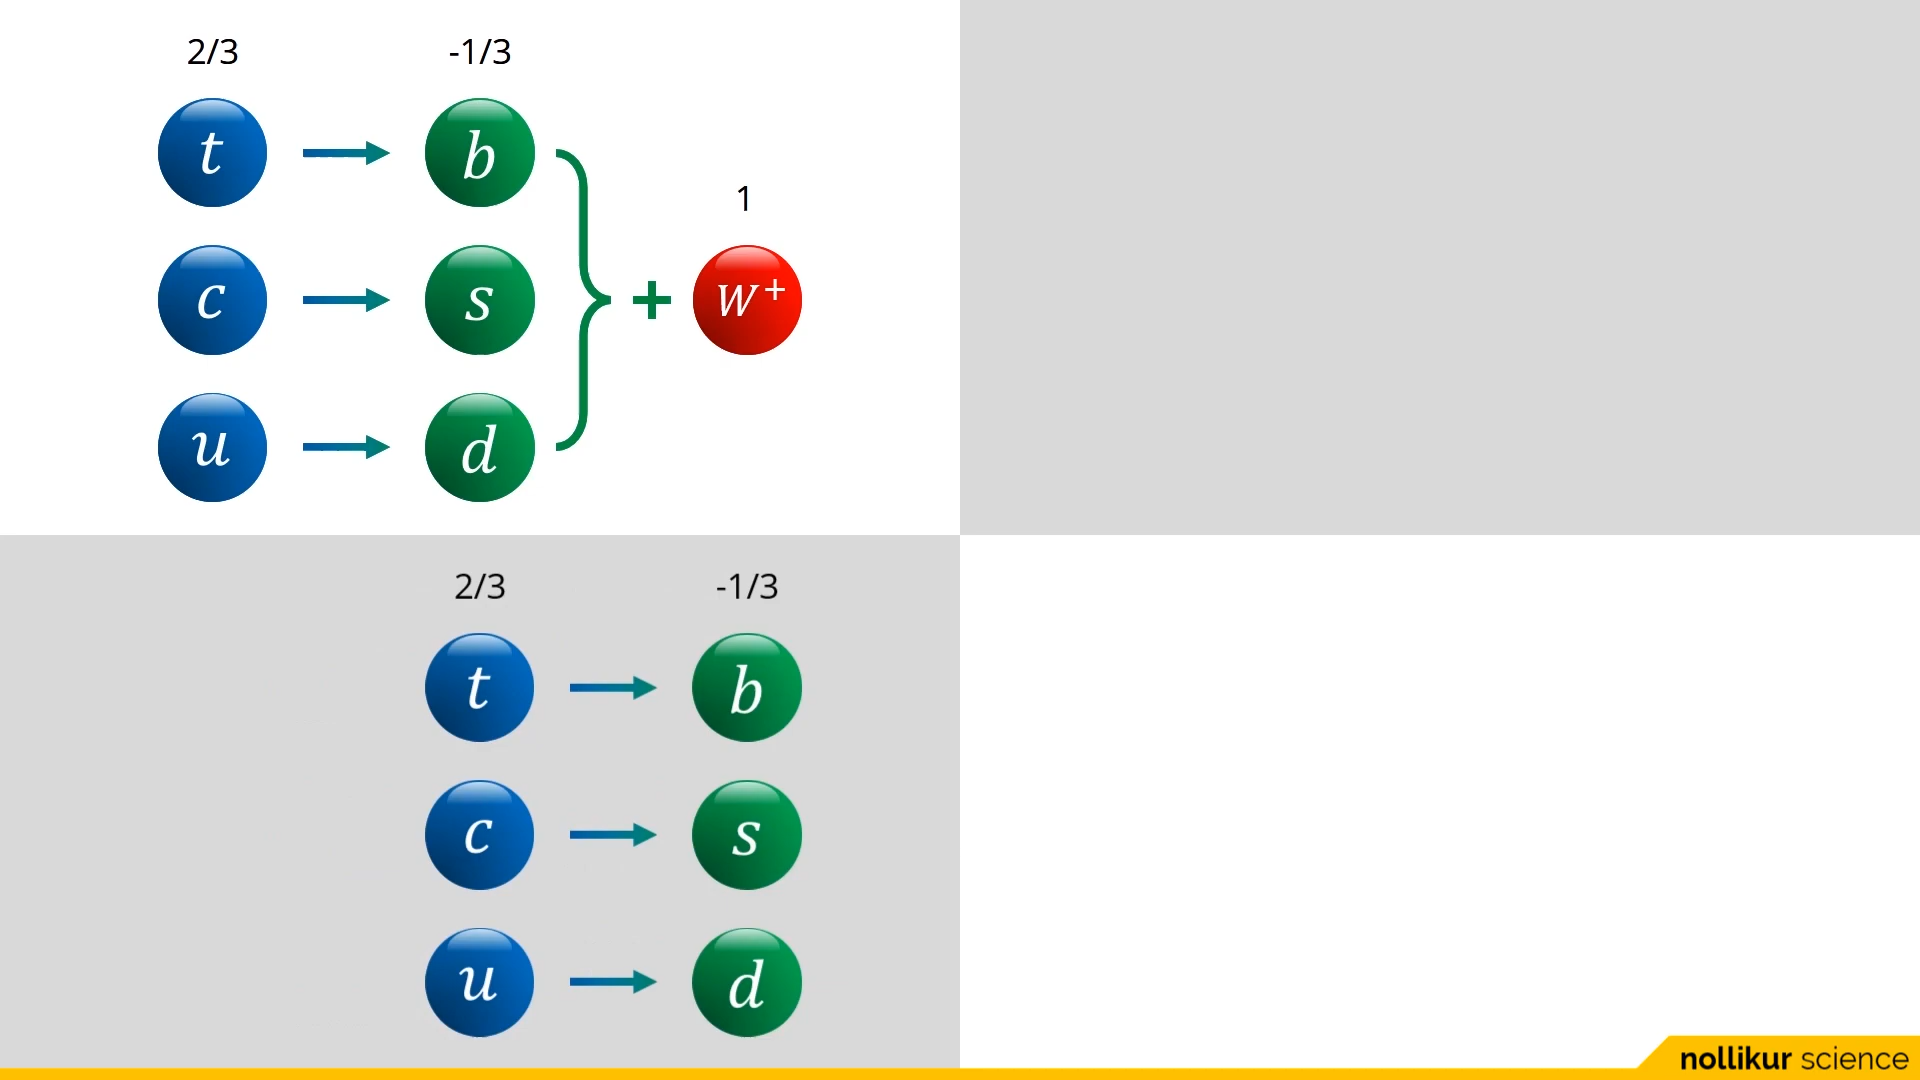 2/3 -1/3
t b
1
c s + W+
u d
2/3 -1/3
t b
c s
u d
nollikur science